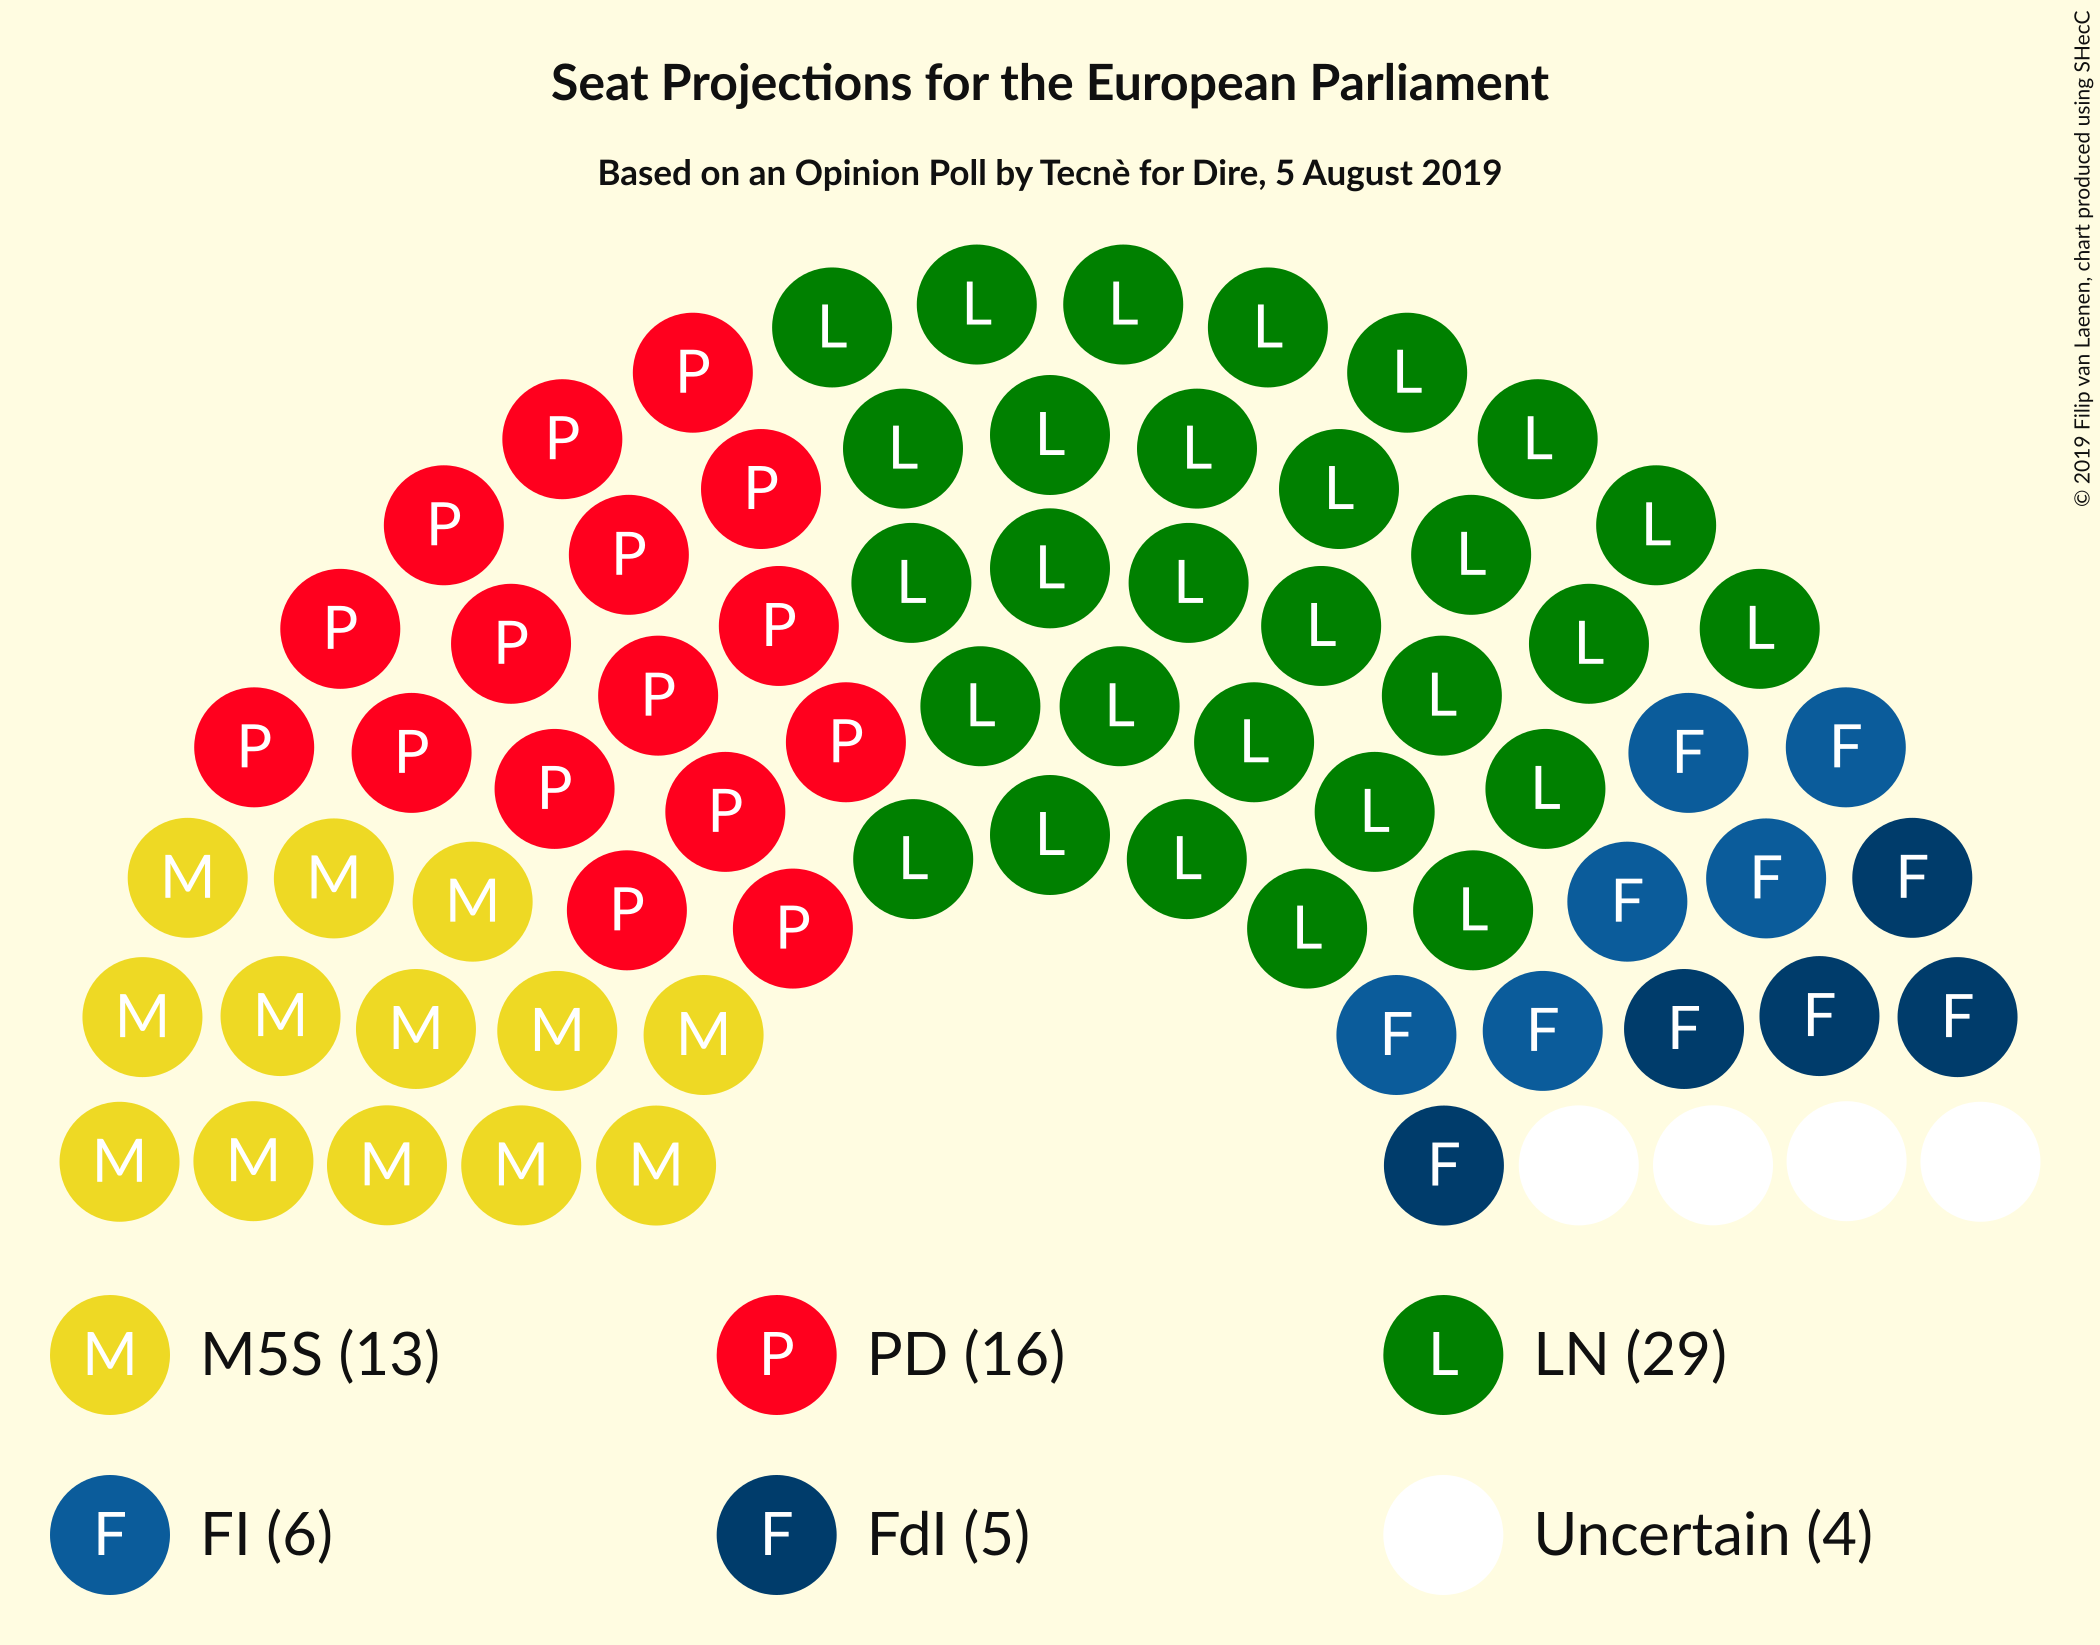 Seat Projections for the European Parliament
Based on an Opinion Poll by Tecnè for Dire, 5 August 2019
© 2019 Filip van Laenen, chart produced using SHecC
L L L L
P L
P L
L
L L
P L
P L
P L
L
L L
P L
P L
P L
P L
P L
L L
P L
P L
P F
P F
P L
P L
L
L L
M M F F
M F
P L
P L
M M F F
M F
M F
M F
M M M M M F
M M5S (13)
P PD (16)
L LN (29)
F FI (6)
F FdI (5)
Uncertain (4)